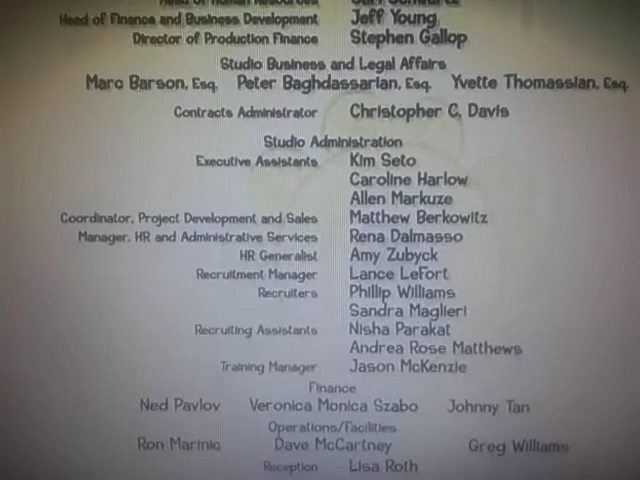 Head of Human Resources
Head of Finance and Business Development Jeff Young
Director of Production Finance Stephen Gallop
Studio Business and Legal Affairs
Marc Barson, Esq. Peter Baghdassarian, Esq. Yvette Thomassian, Esq.
Contracts Administrator Christopher C. Davis
Studio Administration
Executive Assistants Kim Seto
Caroline Harlow
Allen Markuze
Coordinator, Project Development and Sales Matthew Berkowitz
Manager, HR and Administrative Services Rena Dalmasso
HR Generalist Amy Zubyck
Recruitment Manager Lance LeFort
Recruiters Phillip Williams
Sandra Maglieri
Recruiting Assistants Nisha Parakat
Andrea Rose Matthews
Training Manager Jason McKenzie
Finance
Ned Pavlov Veronica Monica Szabo Johnny Tan
Operations/Facilities
Ron Marinic Dave McCartney Greg Williams
Reception Lisa Roth